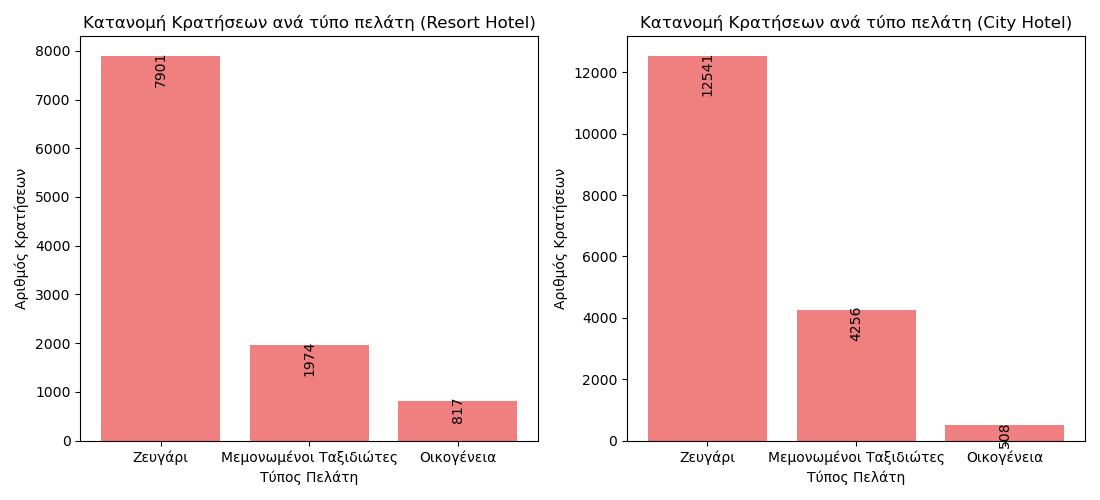 Κατανομή Κρατήσεων ανά τύπο πελάτη (Resort Hotel)
8000
7000
6000
5000
4000
3000
2000
1000
0
Αριθμός Κρατήσεων
7901
1974
817
Ζευγάρι
Μεμονωμένοι Ταξιδιώτες
Οικογένεια
Τύπος Πελάτη
Κατανομή Κρατήσεων ανά τύπο πελάτη (City Hotel)
12000
10000
8000
6000
4000
2000
0
Αριθμός Κρατήσεων
12541
4256
508
Ζευγάρι
Μεμονωμένοι Ταξιδιώτες
Οικογένεια
Τύπος Πελάτη